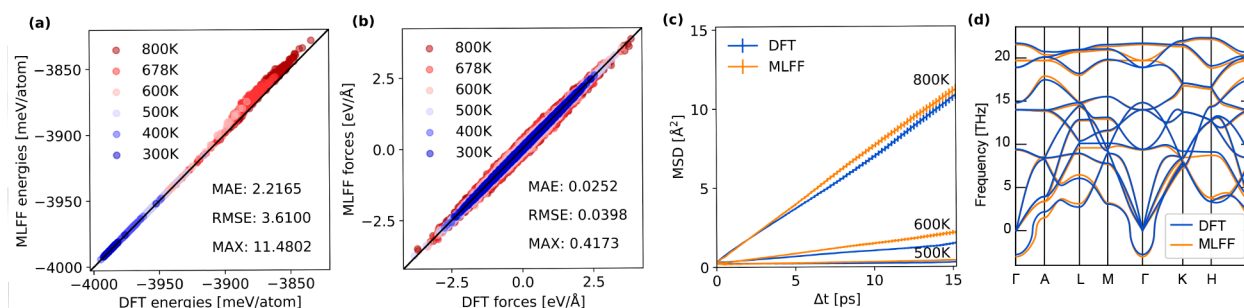 (a)
MLFF energies [meV/atom]
−3850
−3900
−3950
−4000
800K
678K
600K
500K
400K
300K
MAE: 2.2165
RMSE: 3.6100
MAX: 11.4802
−4000 −3950 −3900 −3850
DFT energies [meV/atom]
(b)
MLFF forces [eV/Å]
2.5
0.0
−2.5
800K
678K
600K
500K
400K
300K
MAE: 0.0252
RMSE: 0.0398
MAX: 0.4173
−2.5 0.0 2.5
DFT forces [eV/Å]
(c)
MSD [Å²]
15
10
5
0
DFT
MLFF
800K
600K
500K
0 5 10 15
Δt [ps]
(d)
Frequency [THz]
20
15
10
5
0
DFT
MLFF
Γ A L M Γ K H